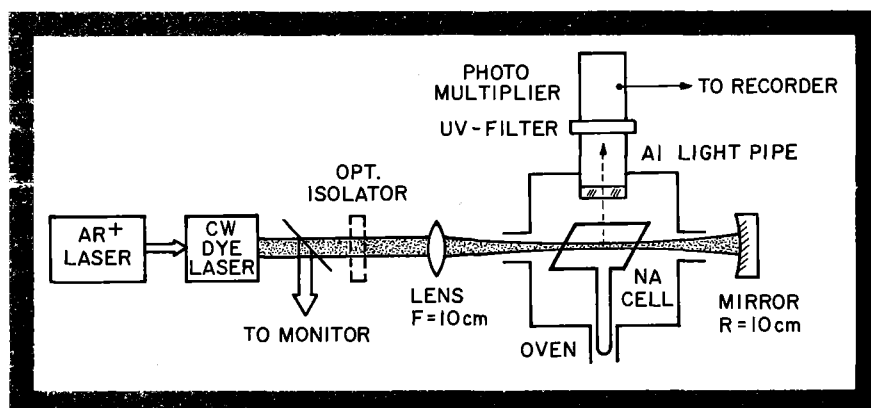 PHOTO
MULTIPLIER
TO RECORDER
UV-FILTER
Al LIGHT PIPE
OPT.
ISOLATOR
AR+
LASER
CW
DYE
LASER
TO MONITOR
LENS
F=10cm
OVEN
NA
CELL
MIRROR
R=10cm